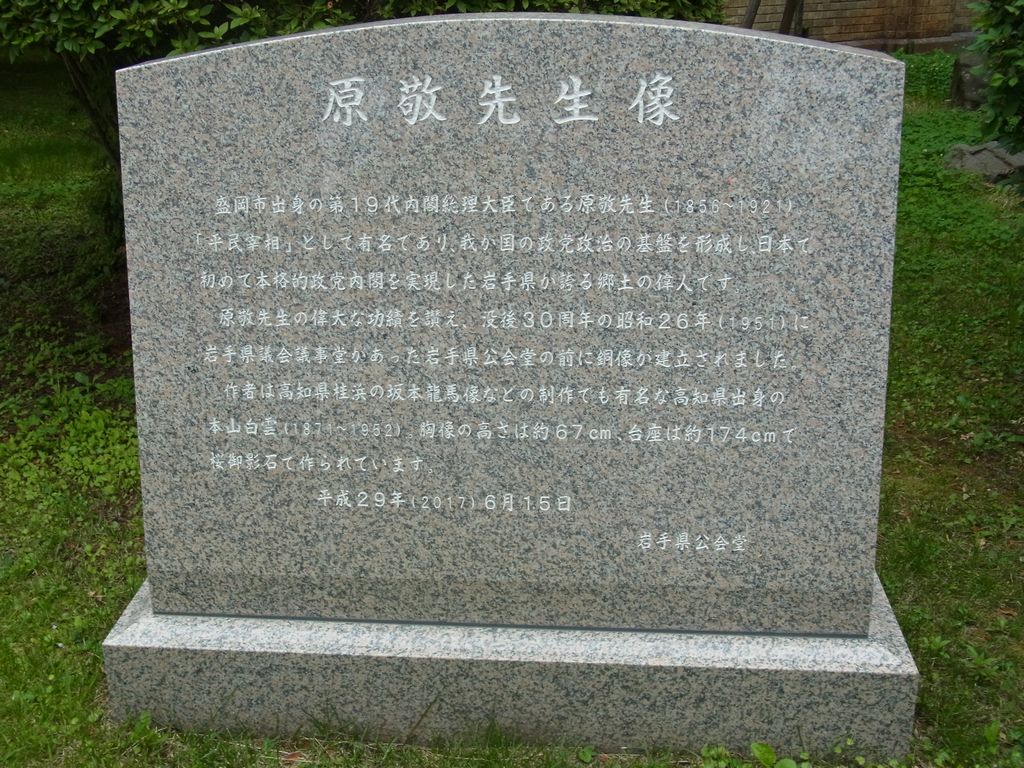 原敬先生像
盛岡市出身の第19代内閣総理大臣である原敬先生(1856~1921)。
「平民宰相」として有名であり、我が国の政党政治の基盤を形成し、日本で
初めて本格的政党内閣を実現した岩手県が誇る郷土の偉人です。
原敬先生の偉大な功績を讃え、没後30周年の昭和26年(1951)に
岩手県議会議事堂があった岩手県公会堂の前に銅像が建立されました。
作者は高知県桂浜の坂本龍馬像などの制作でも有名な高知県出身の
本山白雲(1871~1952)。胸像の高さは約67cm、台座は約174cmで
桜御影石で作られています。
平成29年(2017)6月15日
岩手県公会堂